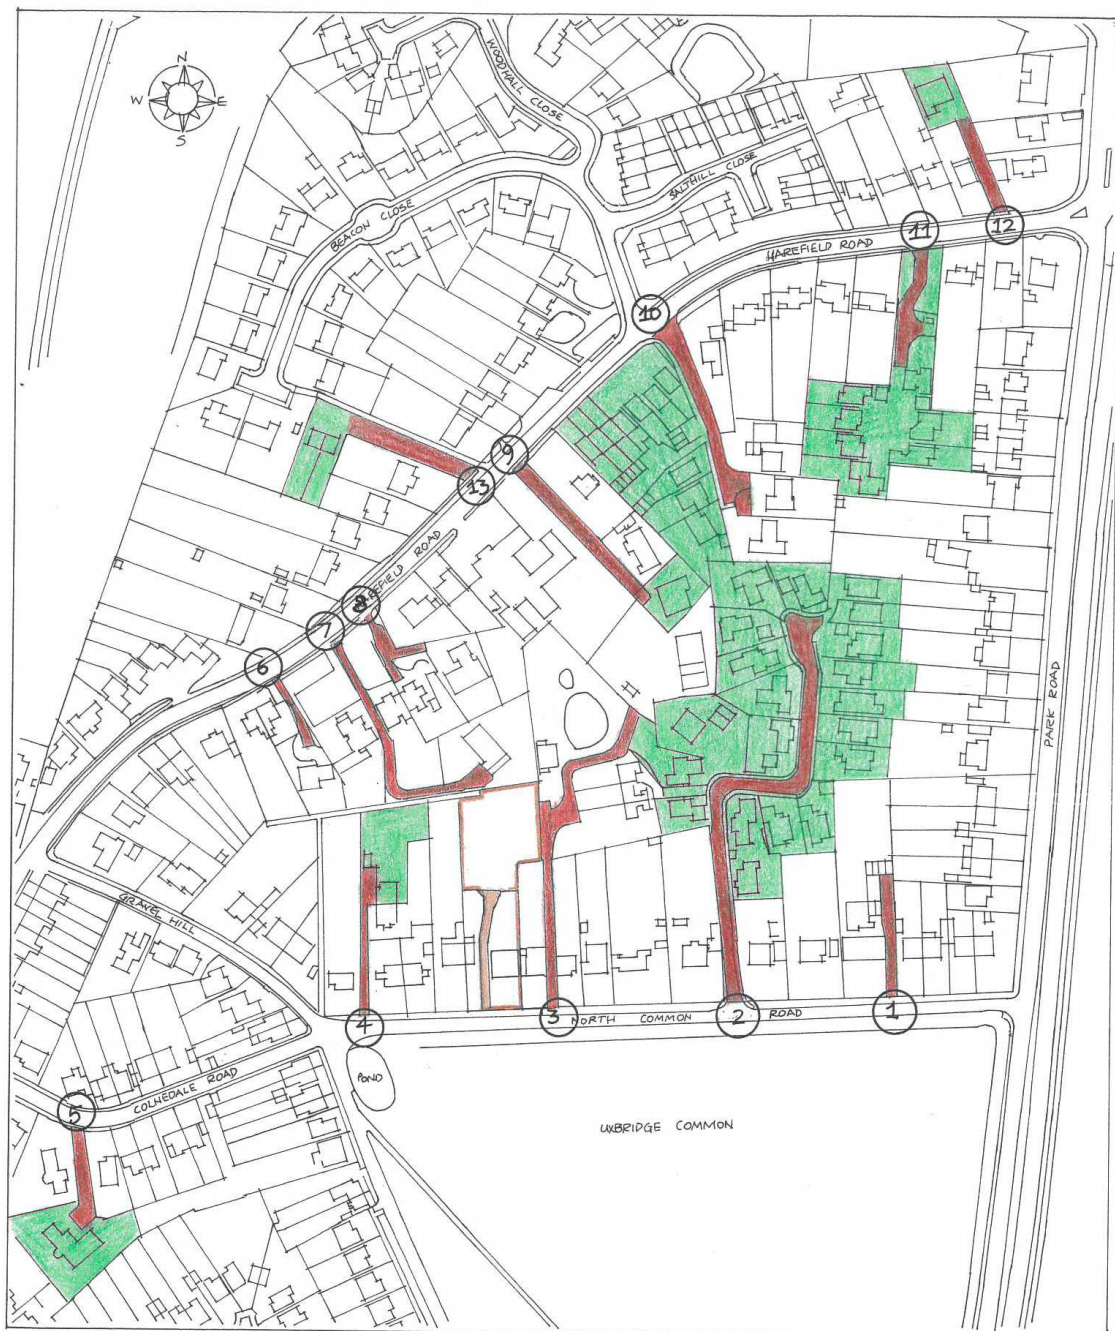 N
W E
S
WOODHALL CLOSE
SALTHILL CLOSE
BEACON CLOSE
HAREFIELD ROAD
11
12
10
9
13
HAREFIELD ROAD
8
7
6
PARK ROAD
GRAVEL HILL
4
3
NORTH COMMON ROAD
2
1
POND
COLNEDALE ROAD
5
UXBRIDGE COMMON